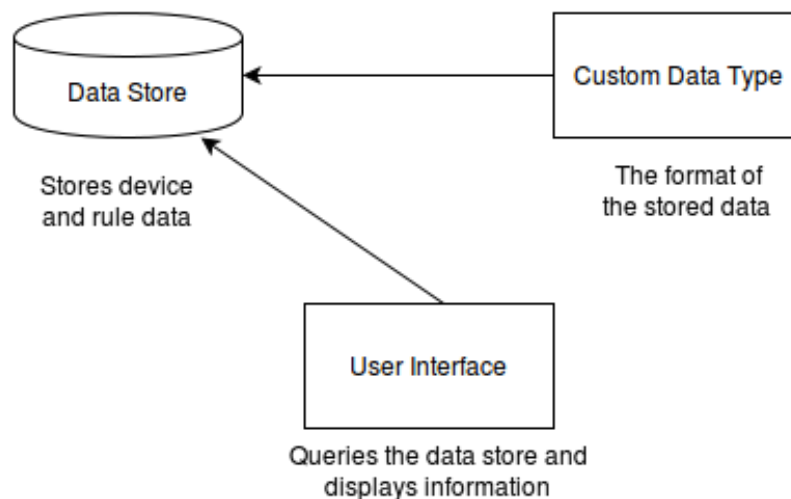 Data Store
Custom Data Type
Stores device
and rule data
The format of
the stored data
User Interface
Queries the data store and
displays information